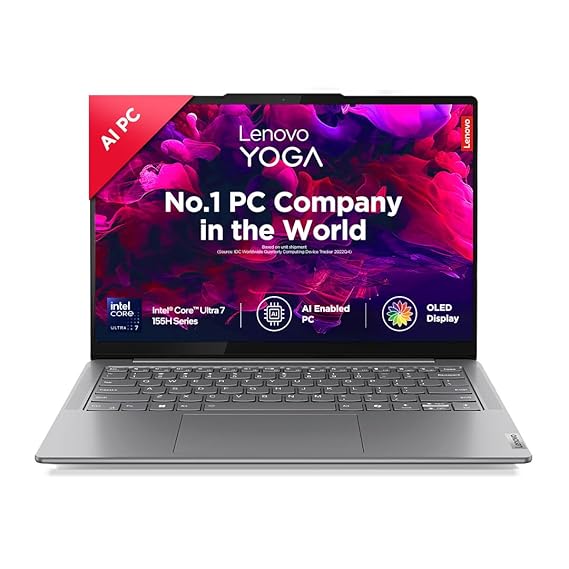 AI PC
Lenovo
Lenovo
YOGA
No.1 PC Company
in the World
Based on unit shipment
(Source: IDC Worldwide Quarterly Computing Device Tracker 2022Q4)
intel
CORE
ULTRA 7
Intel® Core™ Ultra 7
155H Series
AI
AI Enabled
PC
OLED
Display
Lenovo